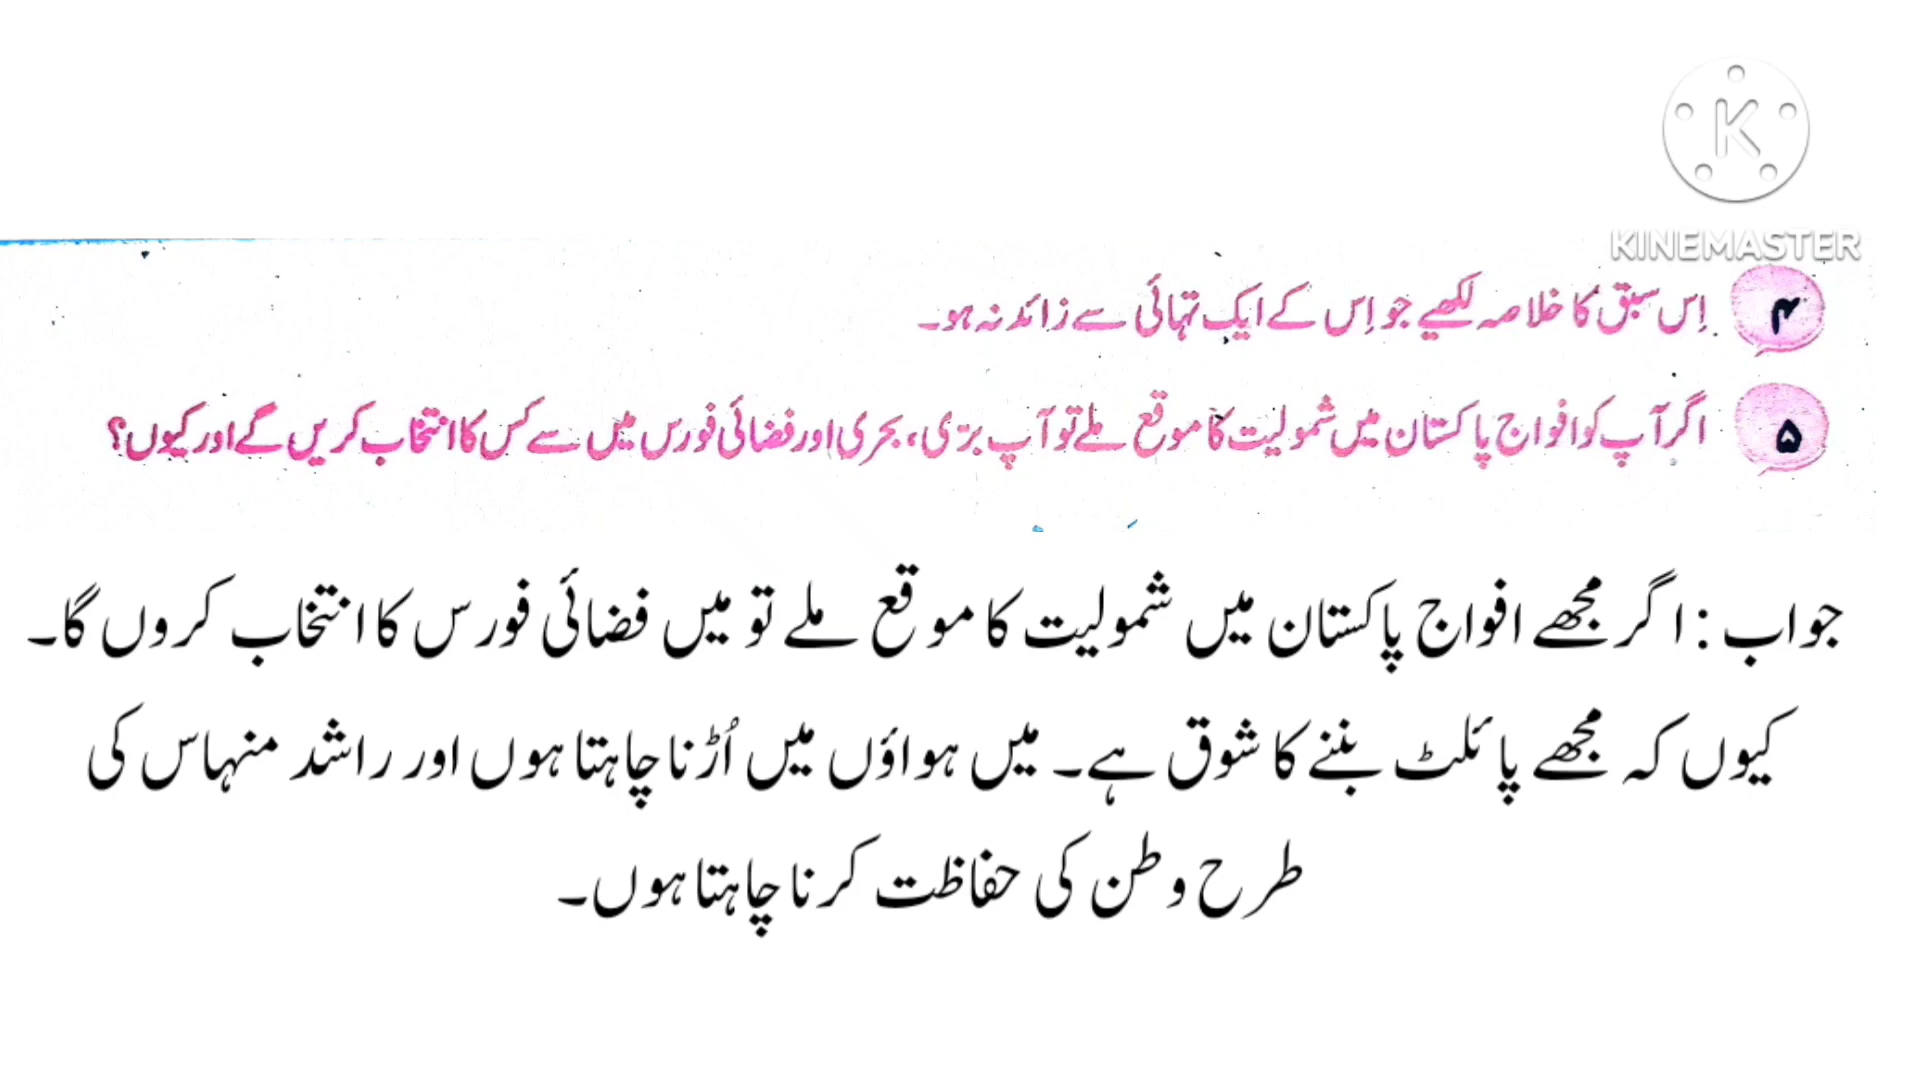 KINEMASTER
۴ اِس سبق کا خلاصہ لکھیے جو اِس کے ایک تہائی سے زائد نہ ہو۔
۵ اگر آپ کو افواج پاکستان میں شمولیت کا موقع ملے تو آپ برّی، بحری اور فضائی فورس میں سے کس کا انتخاب کریں گے اور کیوں؟
جواب: اگر مجھے افواج پاکستان میں شمولیت کا موقع ملے تو میں فضائی فورس کا انتخاب کروں گا۔
کیوں کہ مجھے پائلٹ بننے کا شوق ہے۔ میں ہواؤں میں اُڑنا چاہتا ہوں اور راشد منہاس کی
طرح وطن کی حفاظت کرنا چاہتا ہوں۔